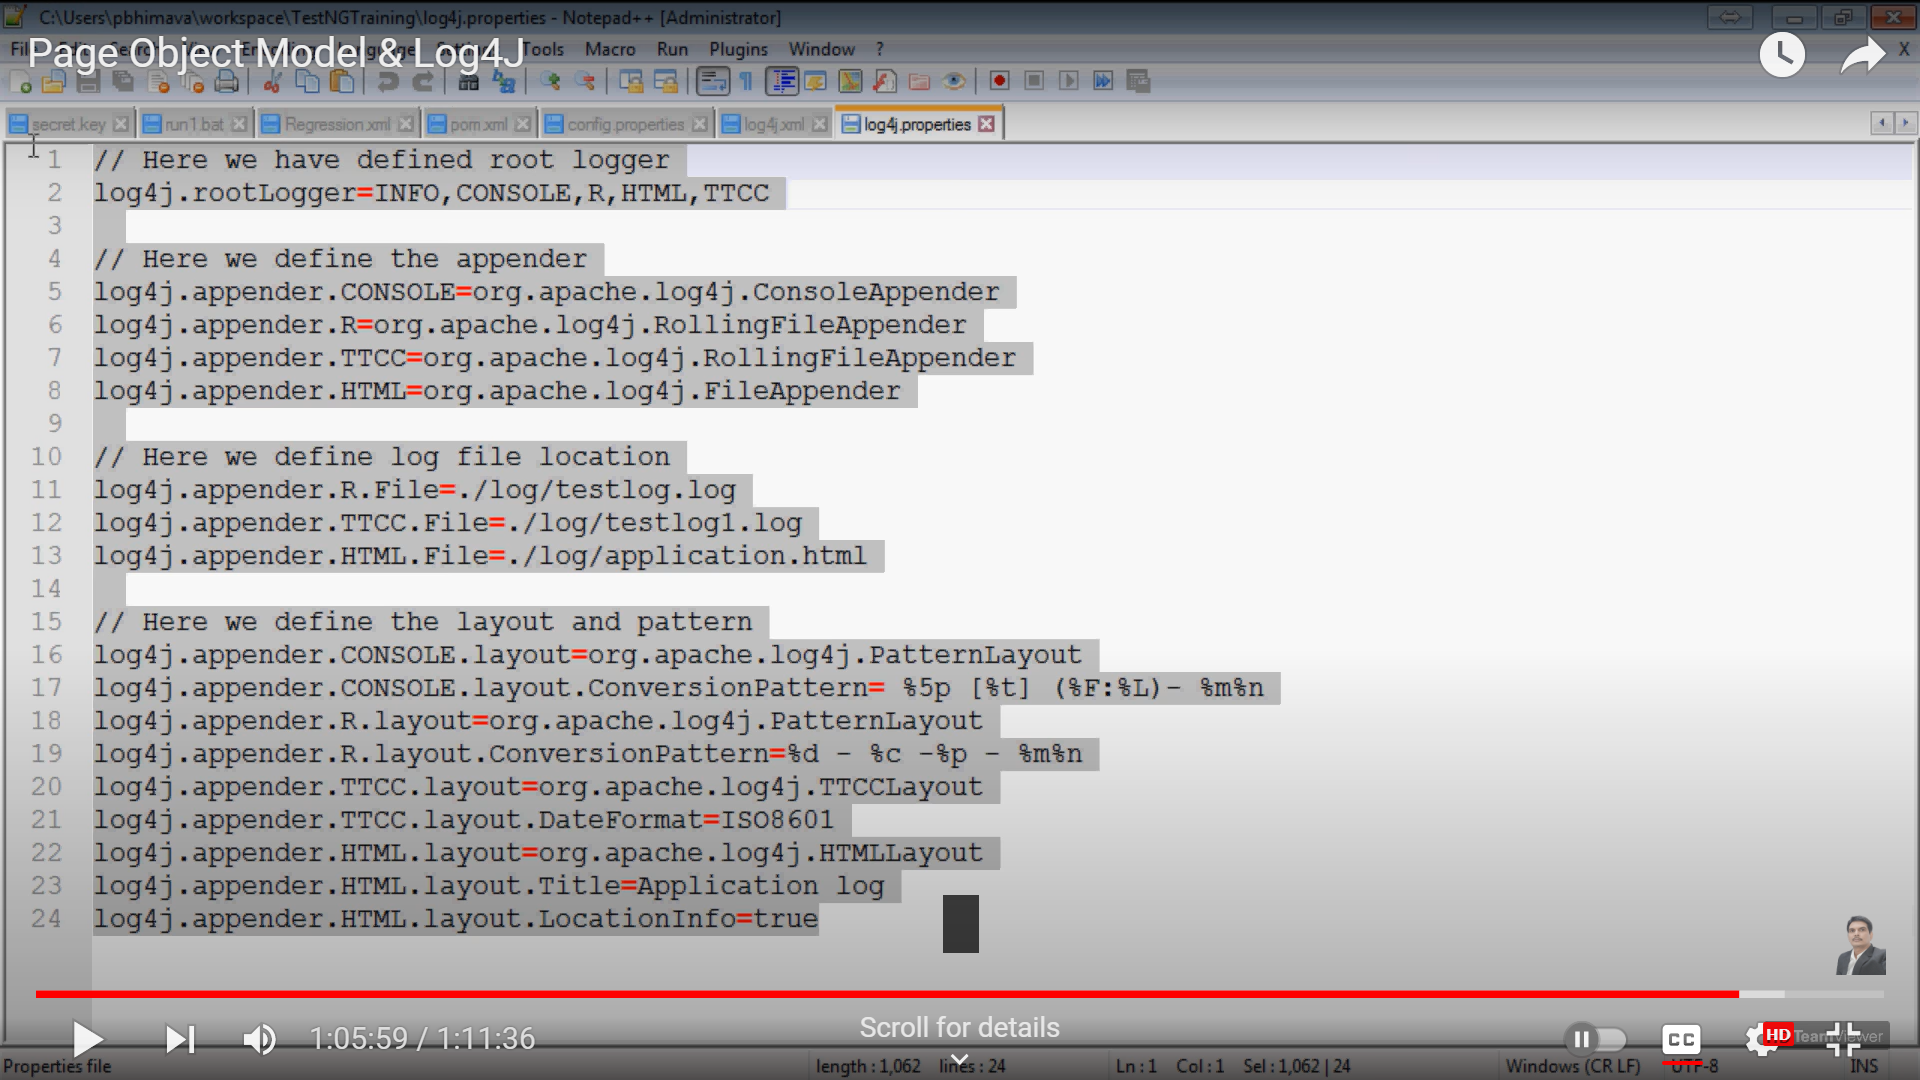 C:\Users\pbhimava\workspace\TestNGTraining\log4j.properties - Notepad++ [Administrator]
Page Object Model & Log4J
Tools Macro Run Plugins Window ? X
secret.key run1.bat Regression.xml pom.xml config.properties log4j.xml log4j.properties
1 // Here we have defined root logger
2 log4j.rootLogger=INFO,CONSOLE,R,HTML,TTCC
3
4 // Here we define the appender
5 log4j.appender.CONSOLE=org.apache.log4j.ConsoleAppender
6 log4j.appender.R=org.apache.log4j.RollingFileAppender
7 log4j.appender.TTCC=org.apache.log4j.RollingFileAppender
8 log4j.appender.HTML=org.apache.log4j.FileAppender
9
10 // Here we define log file location
11 log4j.appender.R.File=./log/testlog.log
12 log4j.appender.TTCC.File=./log/testlog1.log
13 log4j.appender.HTML.File=./log/application.html
14
15 // Here we define the layout and pattern
16 log4j.appender.CONSOLE.layout=org.apache.log4j.PatternLayout
17 log4j.appender.CONSOLE.layout.ConversionPattern= %5p [%t] (%F:%L)- %m%n
18 log4j.appender.R.layout=org.apache.log4j.PatternLayout
19 log4j.appender.R.layout.ConversionPattern=%d - %c -%p - %m%n
20 log4j.appender.TTCC.layout=org.apache.log4j.TTCCLayout
21 log4j.appender.TTCC.layout.DateFormat=ISO8601
22 log4j.appender.HTML.layout=org.apache.log4j.HTMLLayout
23 log4j.appender.HTML.layout.Title=Application log
24 log4j.appender.HTML.layout.LocationInfo=true
Scroll for details
1:05:59 / 1:11:36 CC HD TeamViewer
Properties file length : 1,062 lines : 24 Ln : 1 Col : 1 Sel : 1,062 | 24 Windows (CR LF) UTF-8 INS